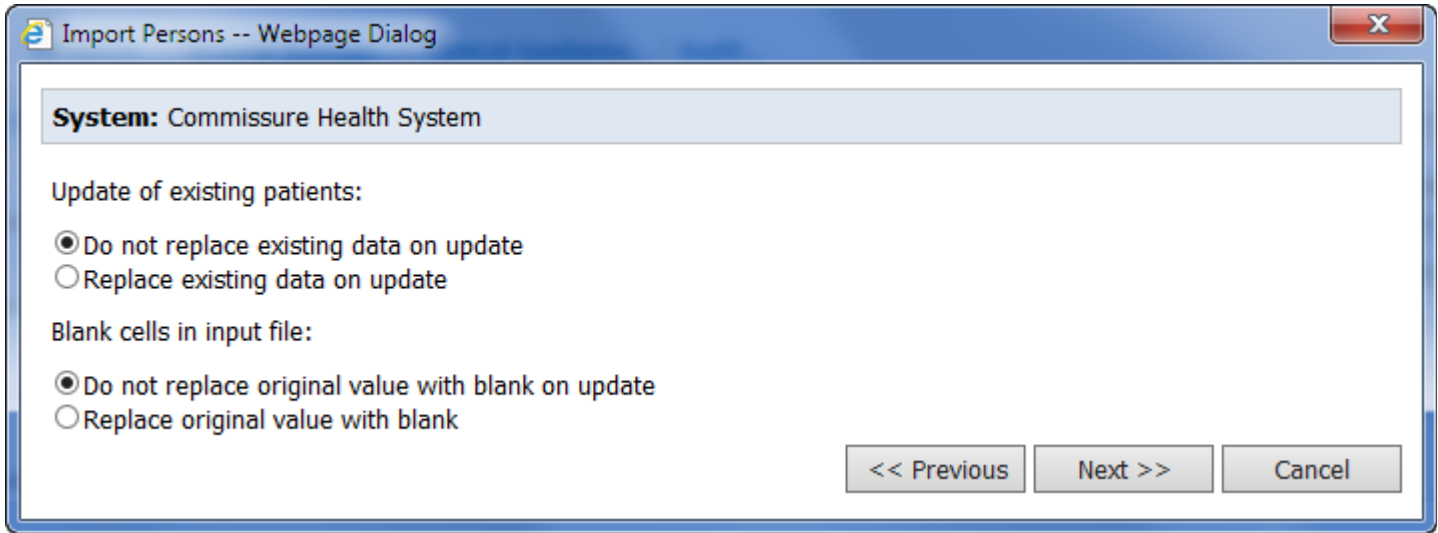 Import Persons -- Webpage Dialog
System: Commissure Health System
Update of existing patients:
Do not replace existing data on update
Replace existing data on update
Blank cells in input file:
Do not replace original value with blank on update
Replace original value with blank
<< Previous Next >> Cancel